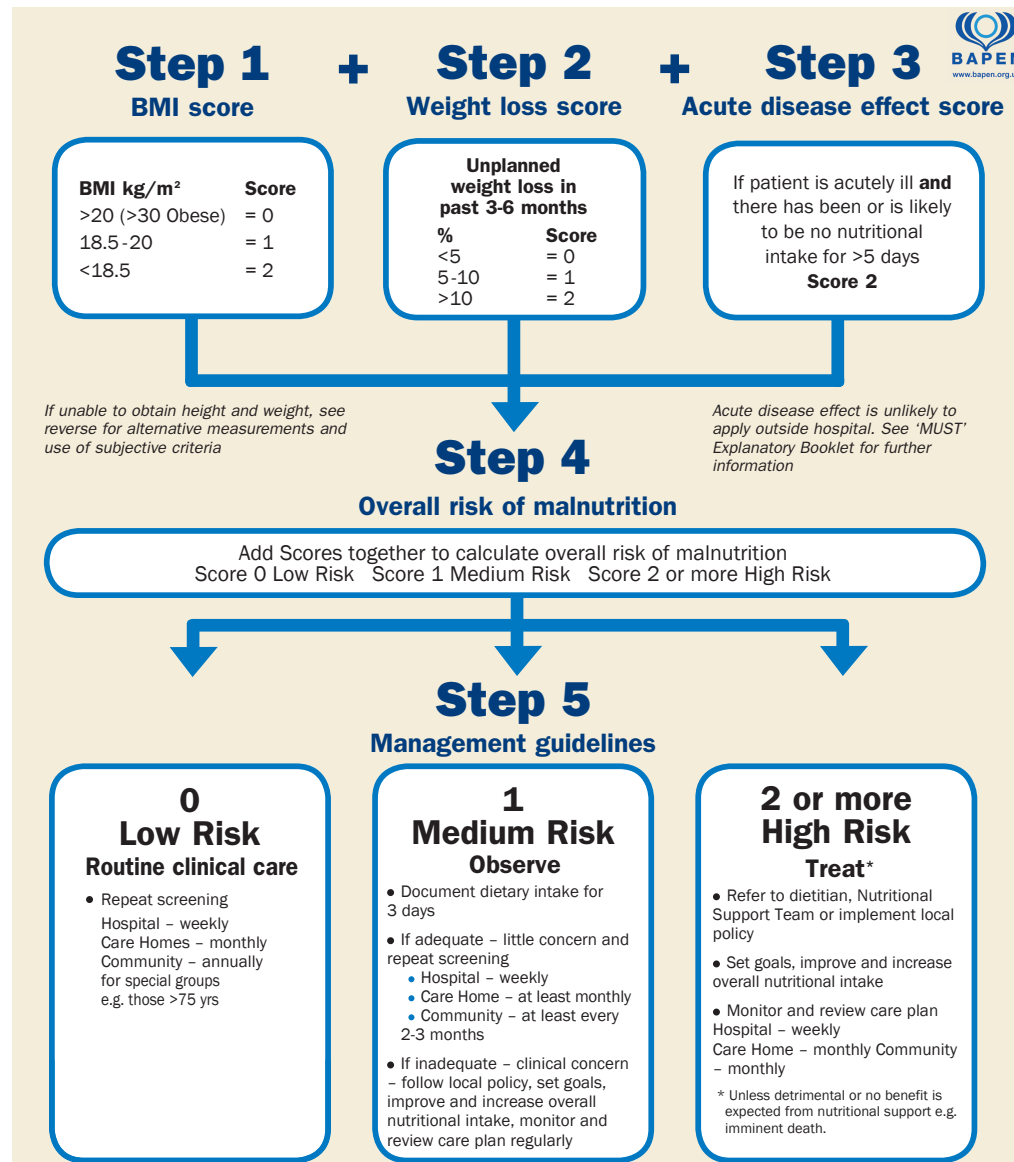 BAPEN
www.bapen.org.u
Step 1 + Step 2 + Step 3
BMI score
Weight loss score
Acute disease effect score
BMI kg/m² Score
>20 (>30 Obese) = 0
18.5-20 = 1
<18.5 = 2
Unplanned
weight loss in
past 3-6 months
% Score
<5 = 0
5-10 = 1
>10 = 2
If patient is acutely ill and
there has been or is likely
to be no nutritional
intake for >5 days
Score 2
If unable to obtain height and weight, see
reverse for alternative measurements and
use of subjective criteria
Acute disease effect is unlikely to
apply outside hospital. See ‘MUST’
Explanatory Booklet for further
information
Step 4
Overall risk of malnutrition
Add Scores together to calculate overall risk of malnutrition
Score 0 Low Risk Score 1 Medium Risk Score 2 or more High Risk
Step 5
Management guidelines
0
Low Risk
Routine clinical care
• Repeat screening
Hospital – weekly
Care Homes – monthly
Community – annually
for special groups
e.g. those >75 yrs
1
Medium Risk
Observe
• Document dietary intake for
3 days
• If adequate – little concern and
repeat screening
• Hospital – weekly
• Care Home – at least monthly
• Community – at least every
2-3 months
• If inadequate – clinical concern
– follow local policy, set goals,
improve and increase overall
nutritional intake, monitor and
review care plan regularly
2 or more
High Risk
Treat*
• Refer to dietitian, Nutritional
Support Team or implement local
policy
• Set goals, improve and increase
overall nutritional intake
• Monitor and review care plan
Hospital – weekly
Care Home – monthly Community
– monthly
* Unless detrimental or no benefit is
expected from nutritional support e.g.
imminent death.